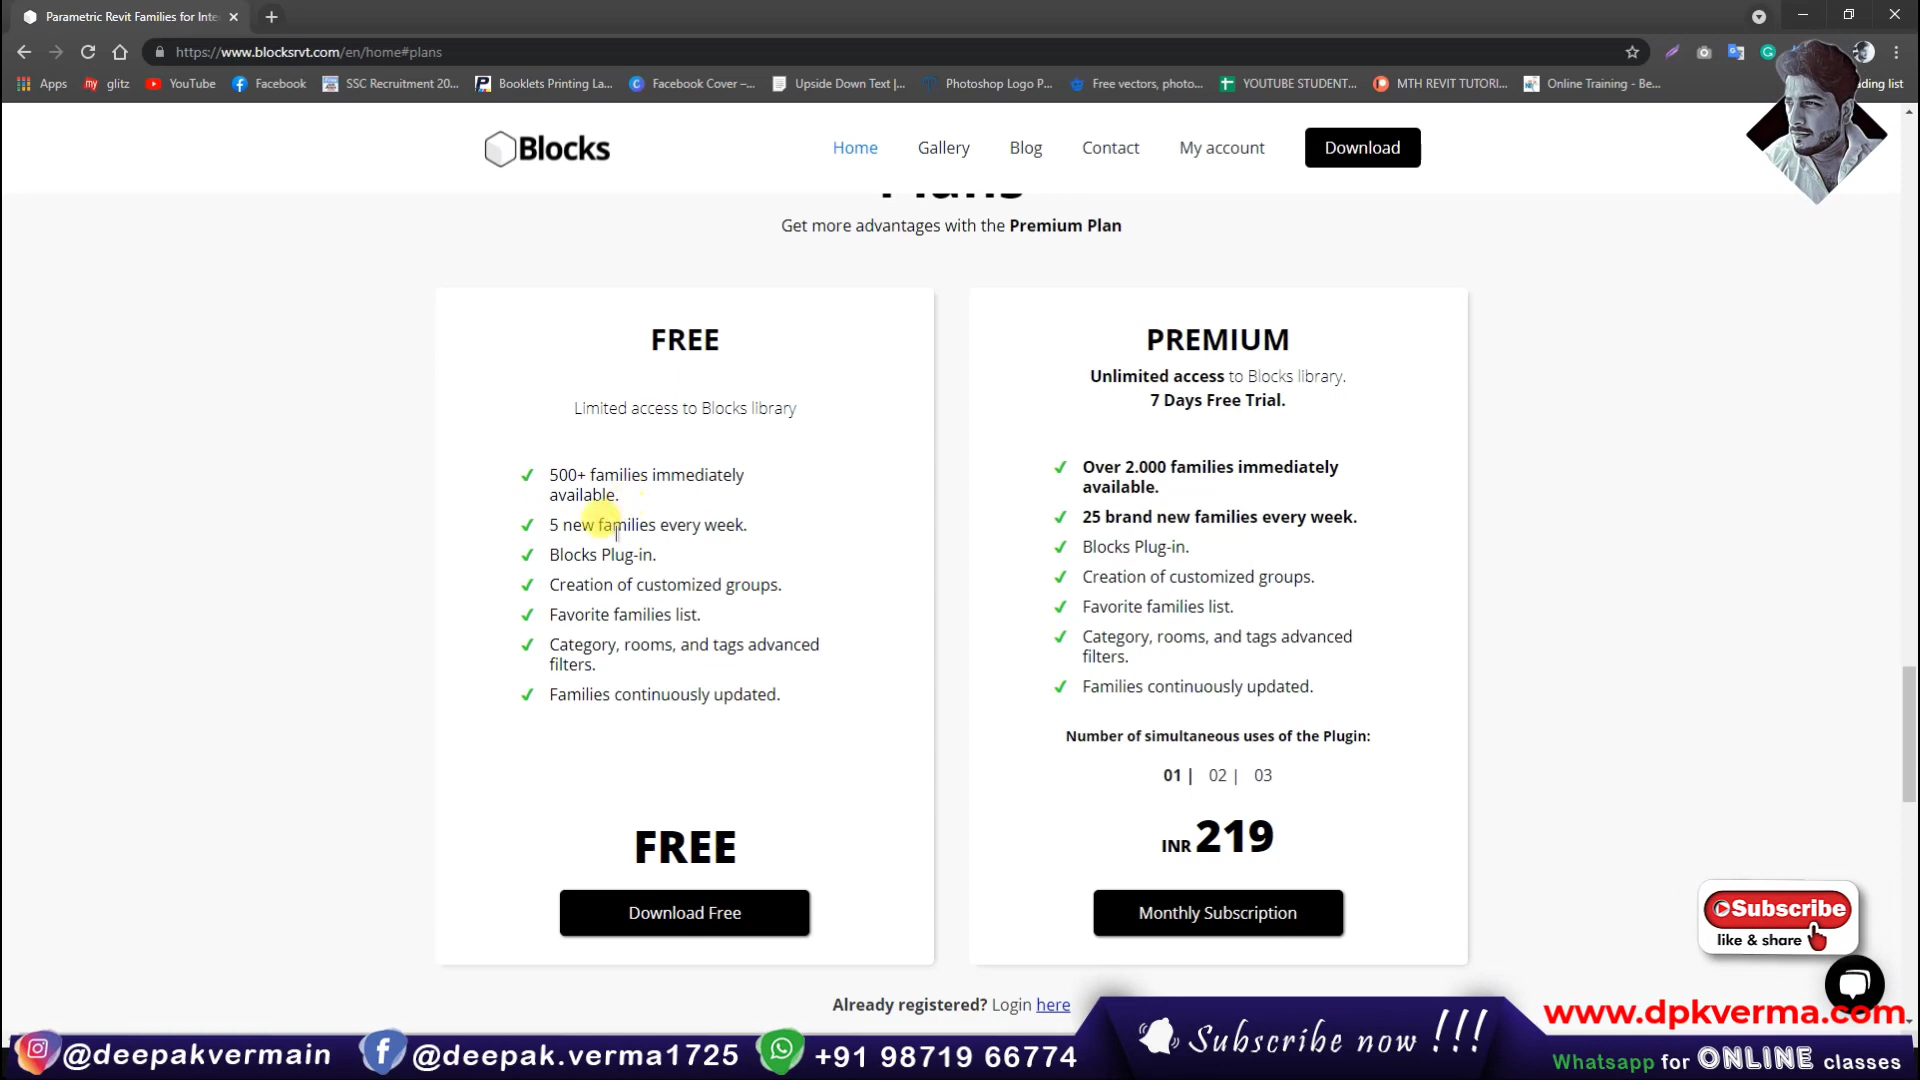 Parametric Revit Families for Inte
https://www.blocksrvt.com/en/home#plans
Apps
my glitz
YouTube
Facebook
SSC Recruitment 20...
Booklets Printing La...
Facebook Cover –...
Upside Down Text |...
Photoshop Logo P...
Free vectors, photo...
YOUTUBE STUDENT...
MTH REVIT TUTORI...
Online Training - Be...
ding list
Blocks
Home
Gallery
Blog
Contact
My account
Download
Plans
Get more advantages with the Premium Plan
FREE
Limited access to Blocks library
✓ 500+ families immediately
available.
✓ 5 new families every week.
✓ Blocks Plug-in.
✓ Creation of customized groups.
✓ Favorite families list.
✓ Category, rooms, and tags advanced
filters.
✓ Families continuously updated.
FREE
Download Free
PREMIUM
Unlimited access to Blocks library.
7 Days Free Trial.
✓ Over 2.000 families immediately
available.
✓ 25 brand new families every week.
✓ Blocks Plug-in.
✓ Creation of customized groups.
✓ Favorite families list.
✓ Category, rooms, and tags advanced
filters.
✓ Families continuously updated.
Number of simultaneous uses of the Plugin:
01 | 02 | 03
INR 219
Monthly Subscription
Already registered? Login here
Subscribe
like & share
@deepakvermain
@deepak.verma1725
+91 98719 66774
Subscribe now !!!
www.dpkverma.com
Whatsapp for ONLINE classes